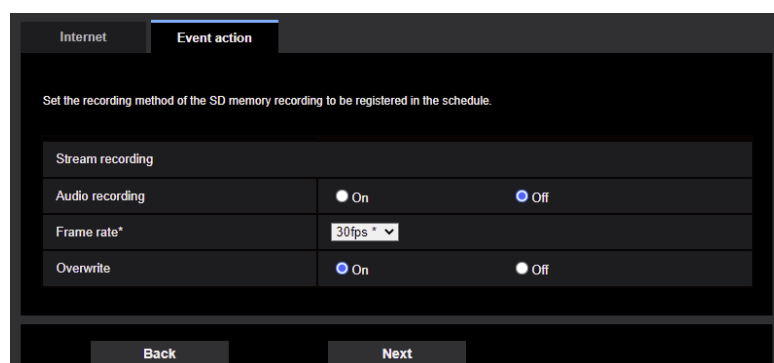 Internet Event action
Set the recording method of the SD memory recording to be registered in the schedule.
Stream recording
Audio recording On Off
Frame rate* 30fps *
Overwrite On Off
Back Next